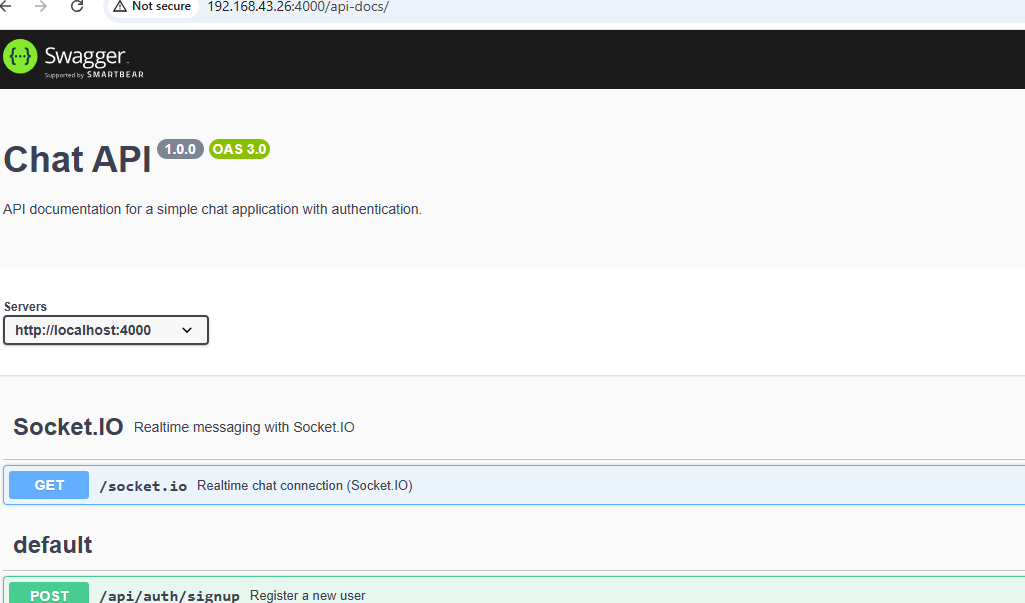 Not secure 192.168.43.26:4000/api-docs/
{...} Swagger
Supported by SMARTBEAR
Chat API 1.0.0 OAS 3.0
API documentation for a simple chat application with authentication.
Servers
http://localhost:4000
Socket.IO Realtime messaging with Socket.IO
GET /socket.io Realtime chat connection (Socket.IO)
default
POST /api/auth/signup Register a new user